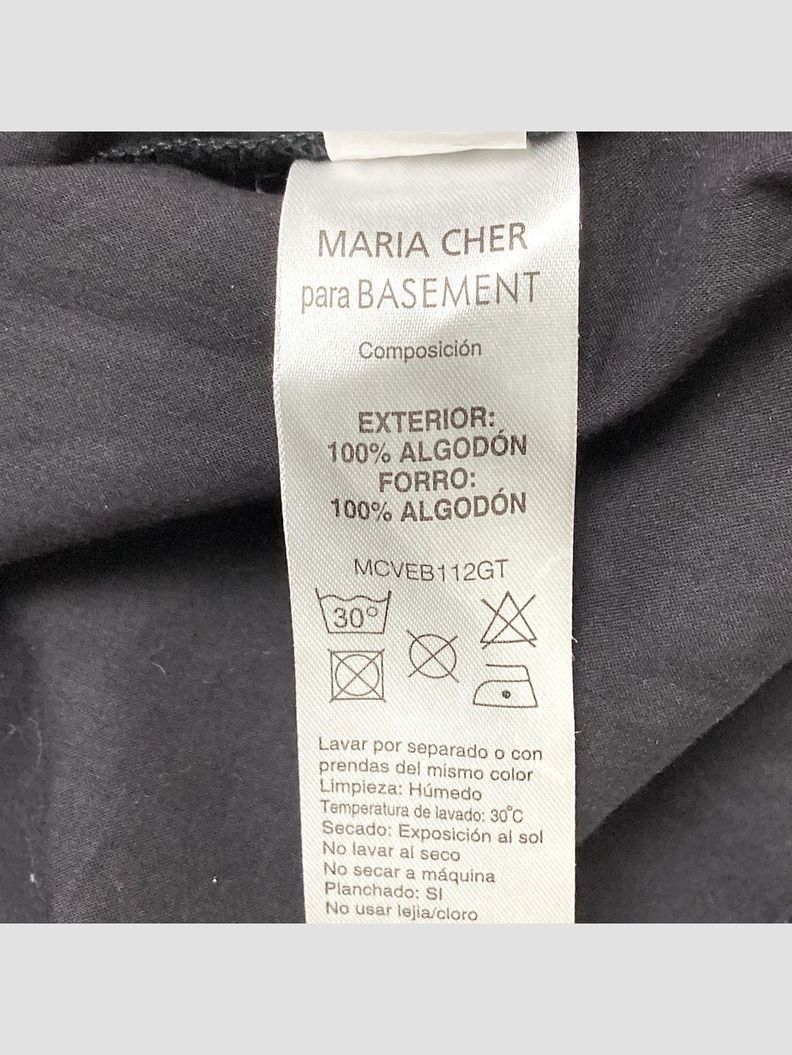 MARIA CHER
para BASEMENT
Composición
EXTERIOR:
100% ALGODÓN
FORRO:
100% ALGODÓN
MCVEB112GT
30°
Lavar por separado o con
prendas del mismo color
Limpieza: Húmedo
Temperatura de lavado: 30°C
Secado: Exposición al sol
No lavar al seco
No secar a máquina
Planchado: SI
No usar lejia/cloro